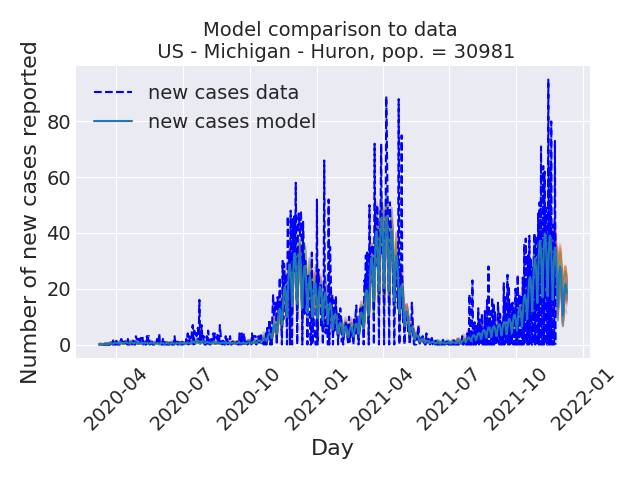 Model comparison to data
US - Michigan - Huron, pop. = 30981
new cases data
new cases model
Number of new cases reported
80
60
40
20
0
2020-04
2020-07
2020-10
2021-01
2021-04
2021-07
2021-10
2022-01
Day